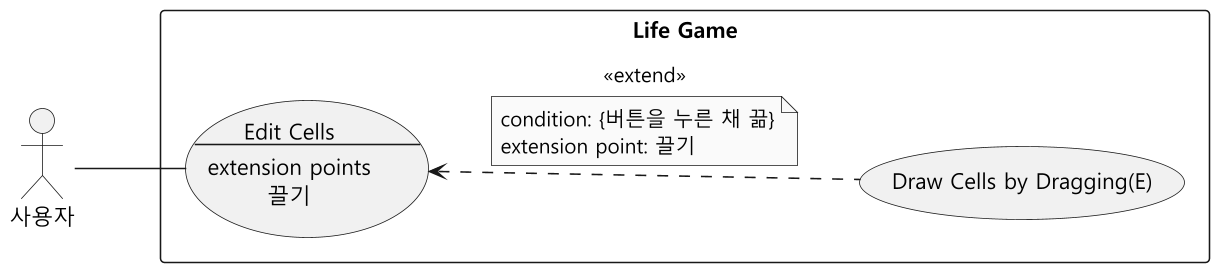 Life Game
«extend»
condition: {버튼을 누른 채 끎}
extension point: 끌기
Edit Cells
extension points
끌기
Draw Cells by Dragging(E)
사용자